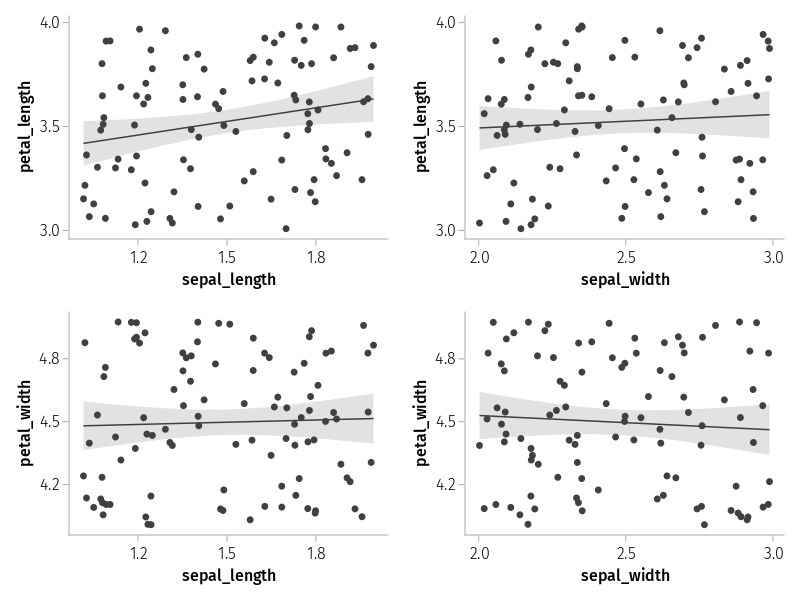 petal_length
4.0
3.5
3.0
1.2 1.5 1.8
sepal_length
petal_length
4.0
3.5
3.0
2.0 2.5 3.0
sepal_width
petal_width
4.8
4.5
4.2
1.2 1.5 1.8
sepal_length
petal_width
4.8
4.5
4.2
2.0 2.5 3.0
sepal_width